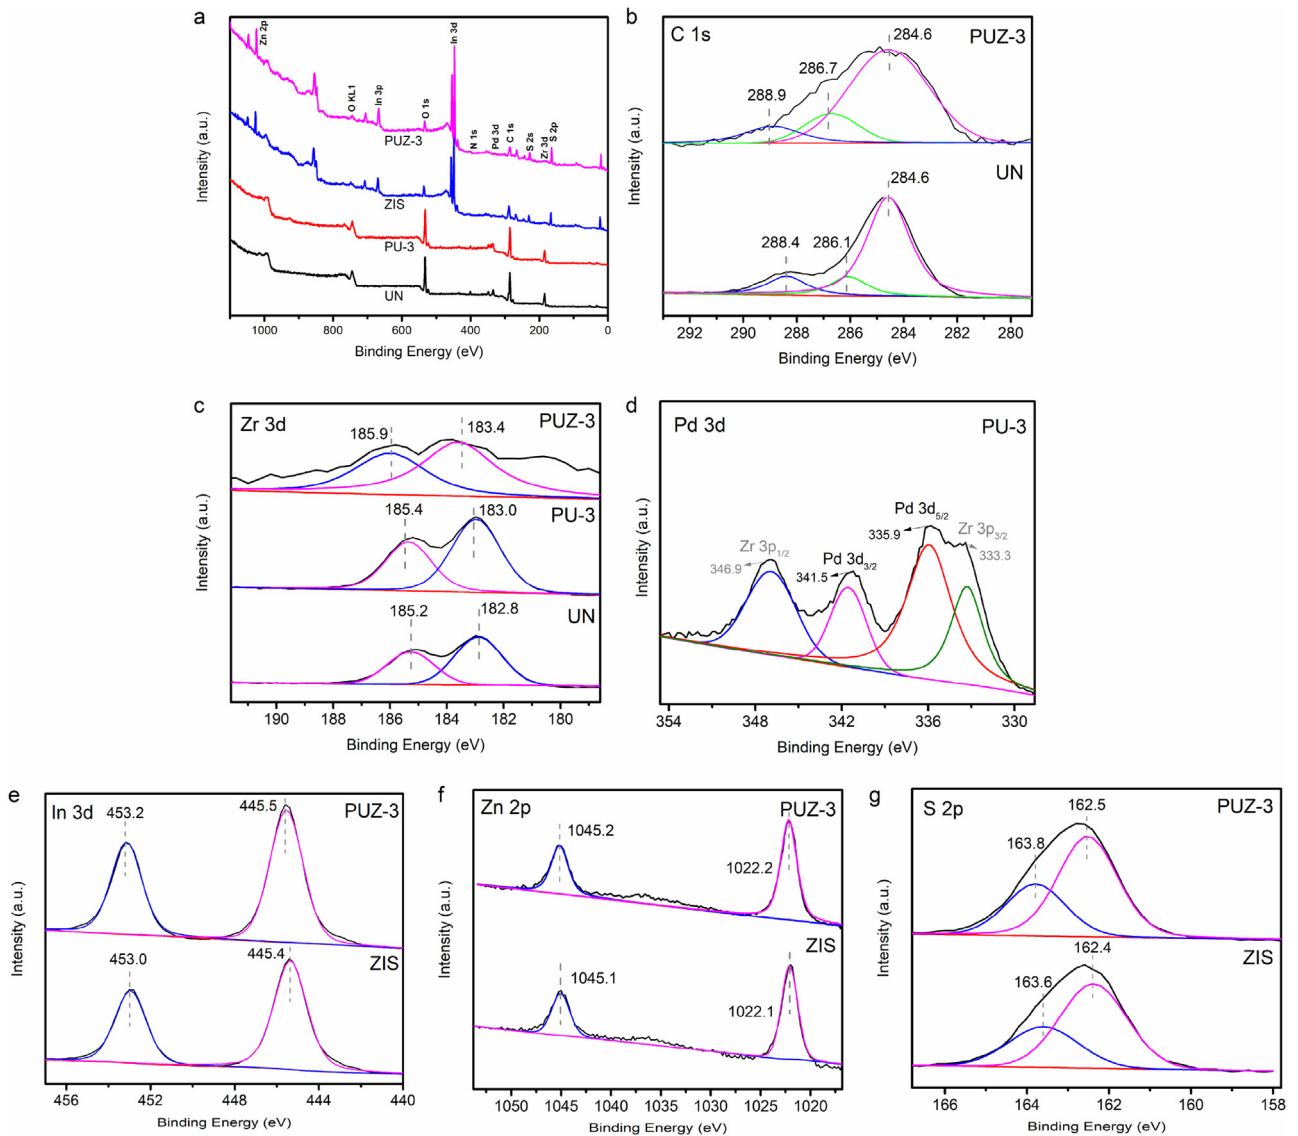 a
Zn 2p
O KL1
In 3p
O 1s
In 3d
N 1s
Pd 3d
C 1s
S 2s
Zr 3d
S 2p
PUZ-3
ZIS
PU-3
UN
Intensity (a.u.)
1000 800 600 400 200 0
Binding Energy (eV)
b
C 1s
PUZ-3
284.6
286.7
288.9
UN
284.6
288.4 286.1
Intensity (a.u.)
292 290 288 286 284 282 280
Binding Energy (eV)
c
Zr 3d
PUZ-3
185.9 183.4
PU-3
185.4 183.0
UN
185.2 182.8
Intensity (a.u.)
190 188 186 184 182 180
Binding Energy (eV)
d
Pd 3d
PU-3
Pd 3d5/2
335.9
Zr 3p3/2
333.3
Zr 3p1/2
346.9
Pd 3d3/2
341.5
Intensity (a.u.)
354 348 342 336 330
Binding Energy (eV)
e
In 3d
PUZ-3
453.2 445.5
ZIS
453.0 445.4
Intensity (a.u.)
456 452 448 444 440
Binding Energy (eV)
f
Zn 2p
PUZ-3
1045.2
1022.2
ZIS
1045.1
1022.1
Intensity (a.u.)
1050 1045 1040 1035 1030 1025 1020
Binding Energy (eV)
g
S 2p
PUZ-3
162.5
163.8
ZIS
162.4
163.6
Intensity (a.u.)
166 164 162 160 158
Binding Energy (eV)